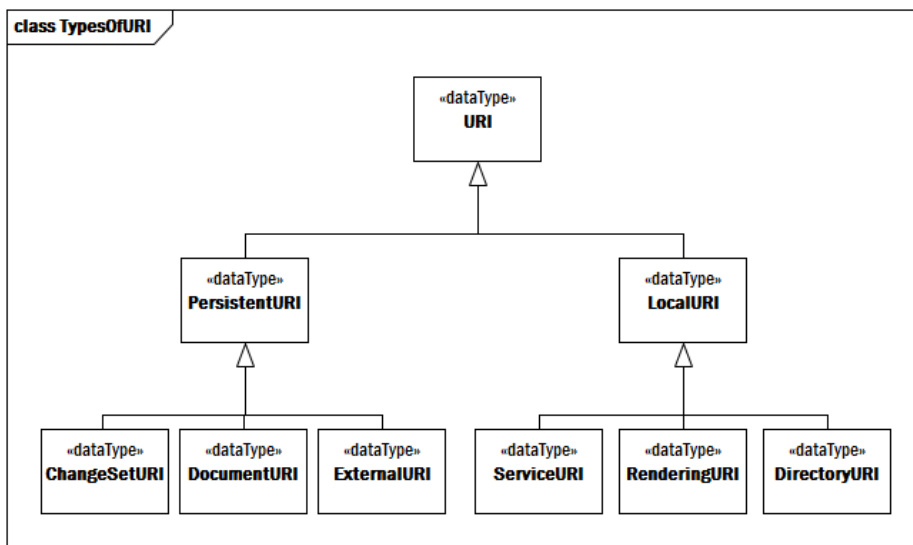 class TypesOfURI
«dataType»
URI
«dataType»
PersistentURI
«dataType»
LocalURI
«dataType»
ChangeSetURI
«dataType»
DocumentURI
«dataType»
ExternalURI
«dataType»
ServiceURI
«dataType»
RenderingURI
«dataType»
DirectoryURI